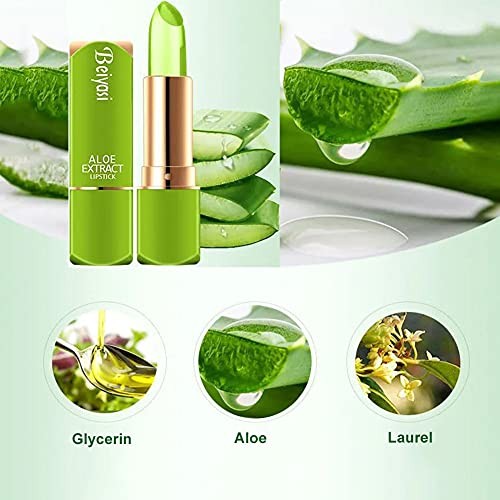 Beiyasi
ALOE
EXTRACT
LIPSTICK
Glycerin
Aloe
Laurel